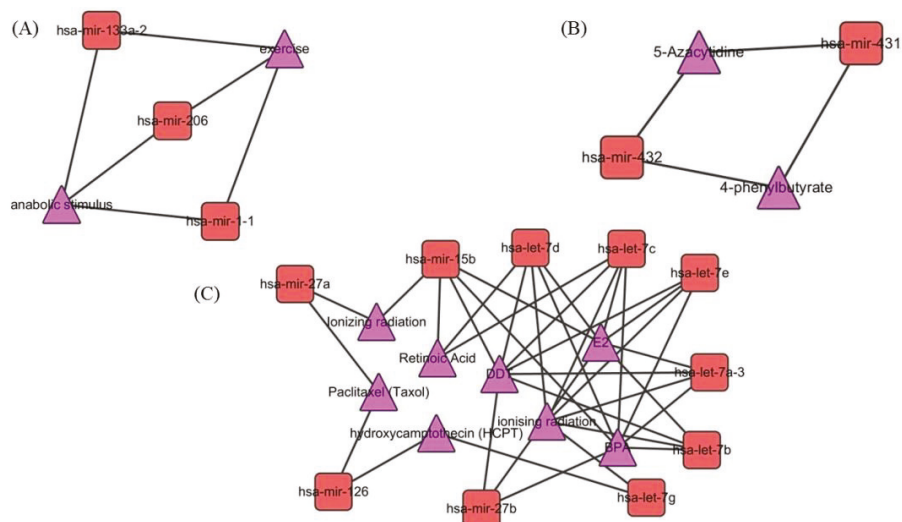 (A)
hsa-mir-133a-2
exercise
hsa-mir-206
anabolic stimulus
hsa-mir-1-1
(B)
5-Azacytidine
hsa-mir-431
hsa-mir-432
4-phenylbutyrate
(C)
hsa-mir-27a
hsa-mir-15b
hsa-let-7d
hsa-let-7c
hsa-let-7e
Ionizing radiation
Retinoic Acid
E2
DDT
hsa-let-7a-3
Paclitaxel (Taxol)
hydroxycamptothecin (HCPT)
ionising radiation
BPA
hsa-let-7b
hsa-mir-126
hsa-mir-27b
hsa-let-7g